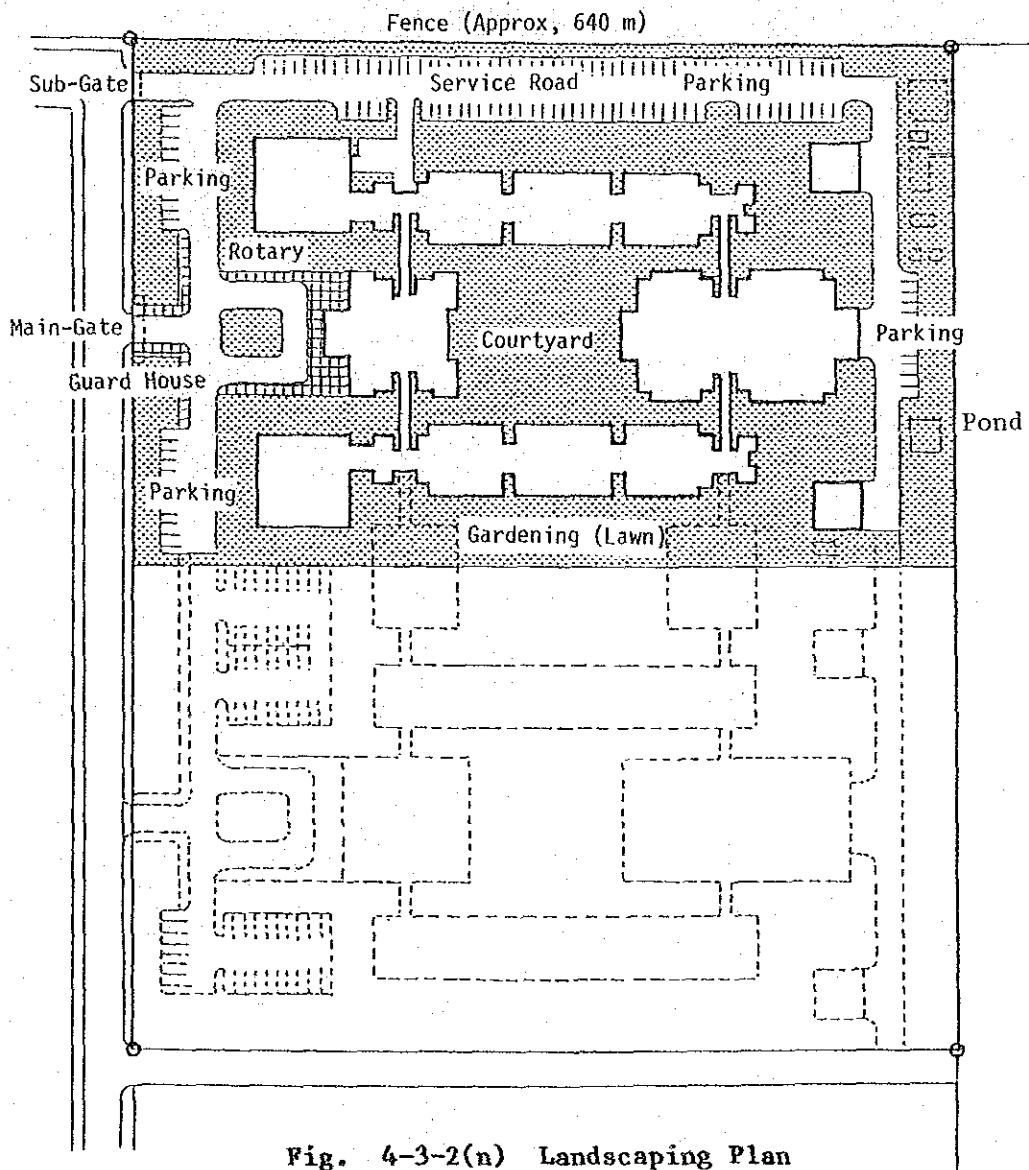 Fence (Approx, 640 m)
Sub-Gate
Service Road
Parking
Parking
Rotary
Main-Gate
Courtyard
Parking
Guard House
Pond
Parking
Gardening (Lawn)
Fig. 4-3-2(n) Landscaping Plan